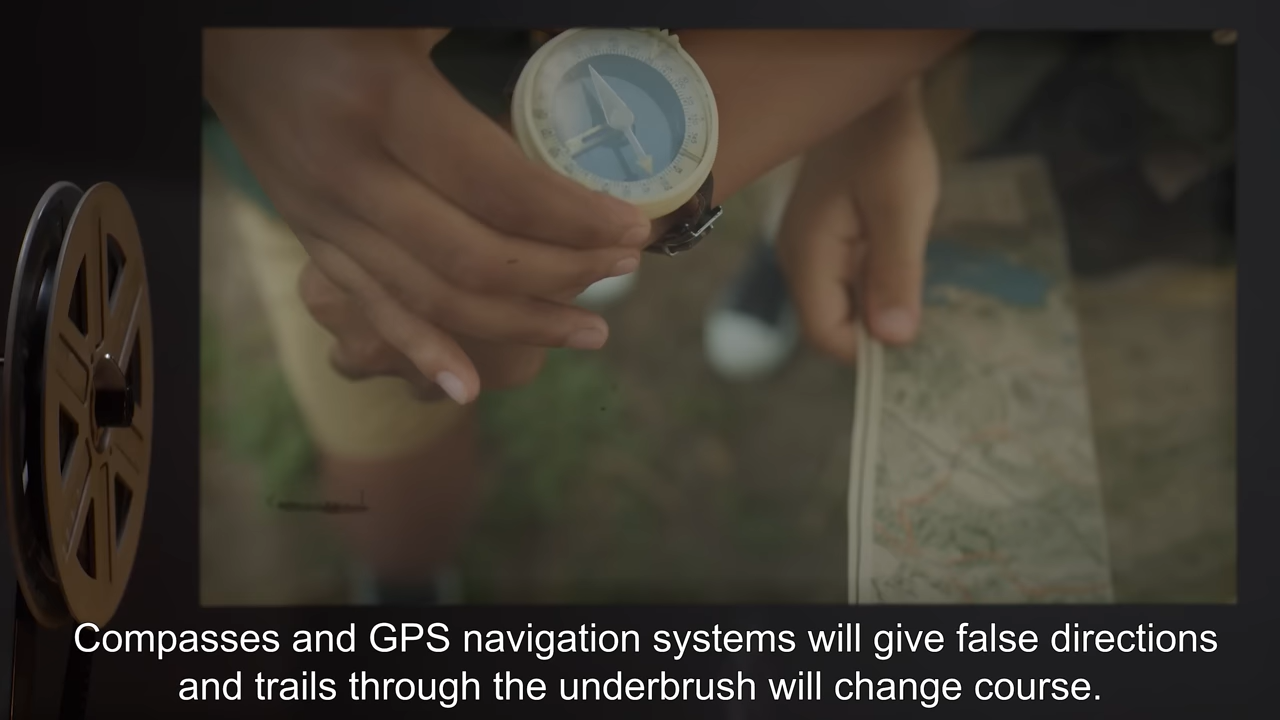 Compasses and GPS navigation systems will give false directions
and trails through the underbrush will change course.